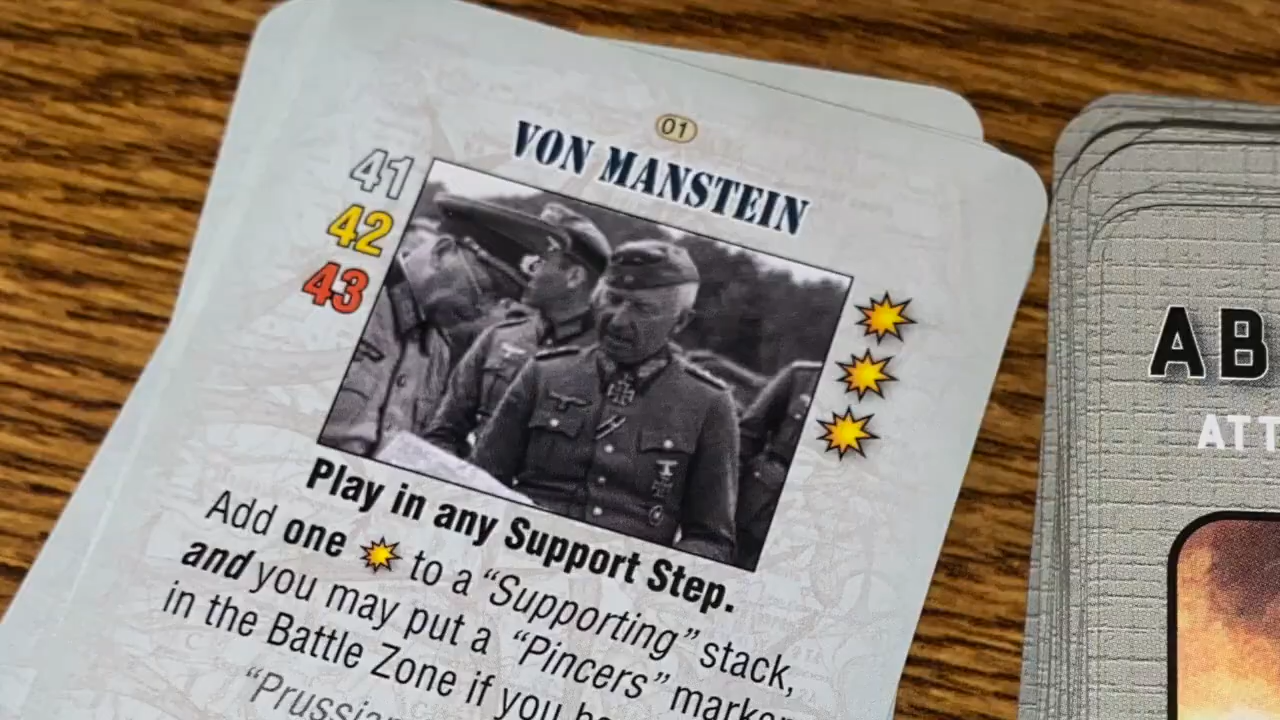 01
VON MANSTEIN
41
42
43
Play in any Support Step.
Add one to a “Supporting” stack,
and you may put a “Pincers” marker
in the Battle Zone if you
“Prussian
AB
ATT